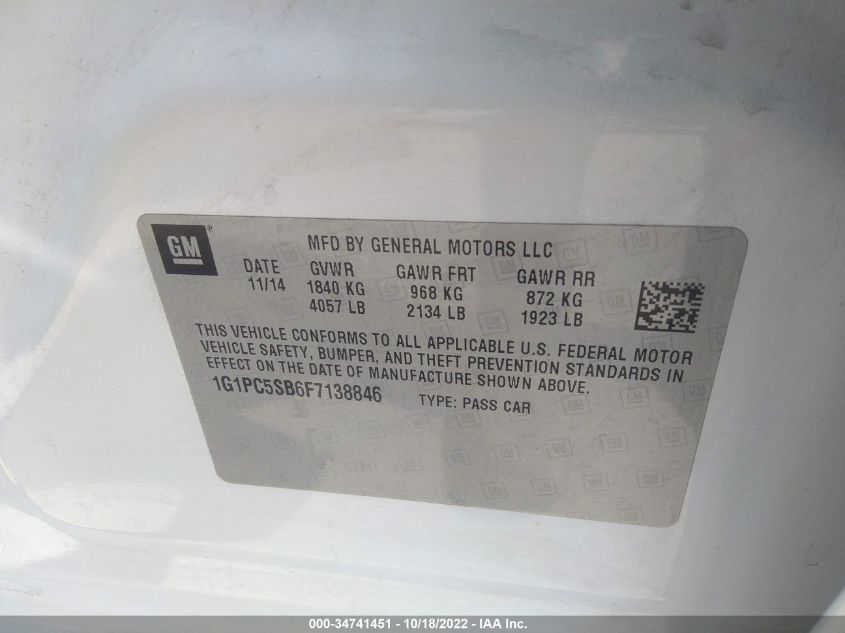 GM
MFD BY GENERAL MOTORS LLC
DATE GVWR GAWR FRT GAWR RR
11/14 1840 KG 968 KG 872 KG
4057 LB 2134 LB 1923 LB
THIS VEHICLE CONFORMS TO ALL APPLICABLE U.S. FEDERAL MOTOR
VEHICLE SAFETY, BUMPER, AND THEFT PREVENTION STANDARDS IN
EFFECT ON THE DATE OF MANUFACTURE SHOWN ABOVE.
1G1PC5SB6F7138846 TYPE: PASS CAR
000-34741451 - 10/18/2022 - IAA Inc.